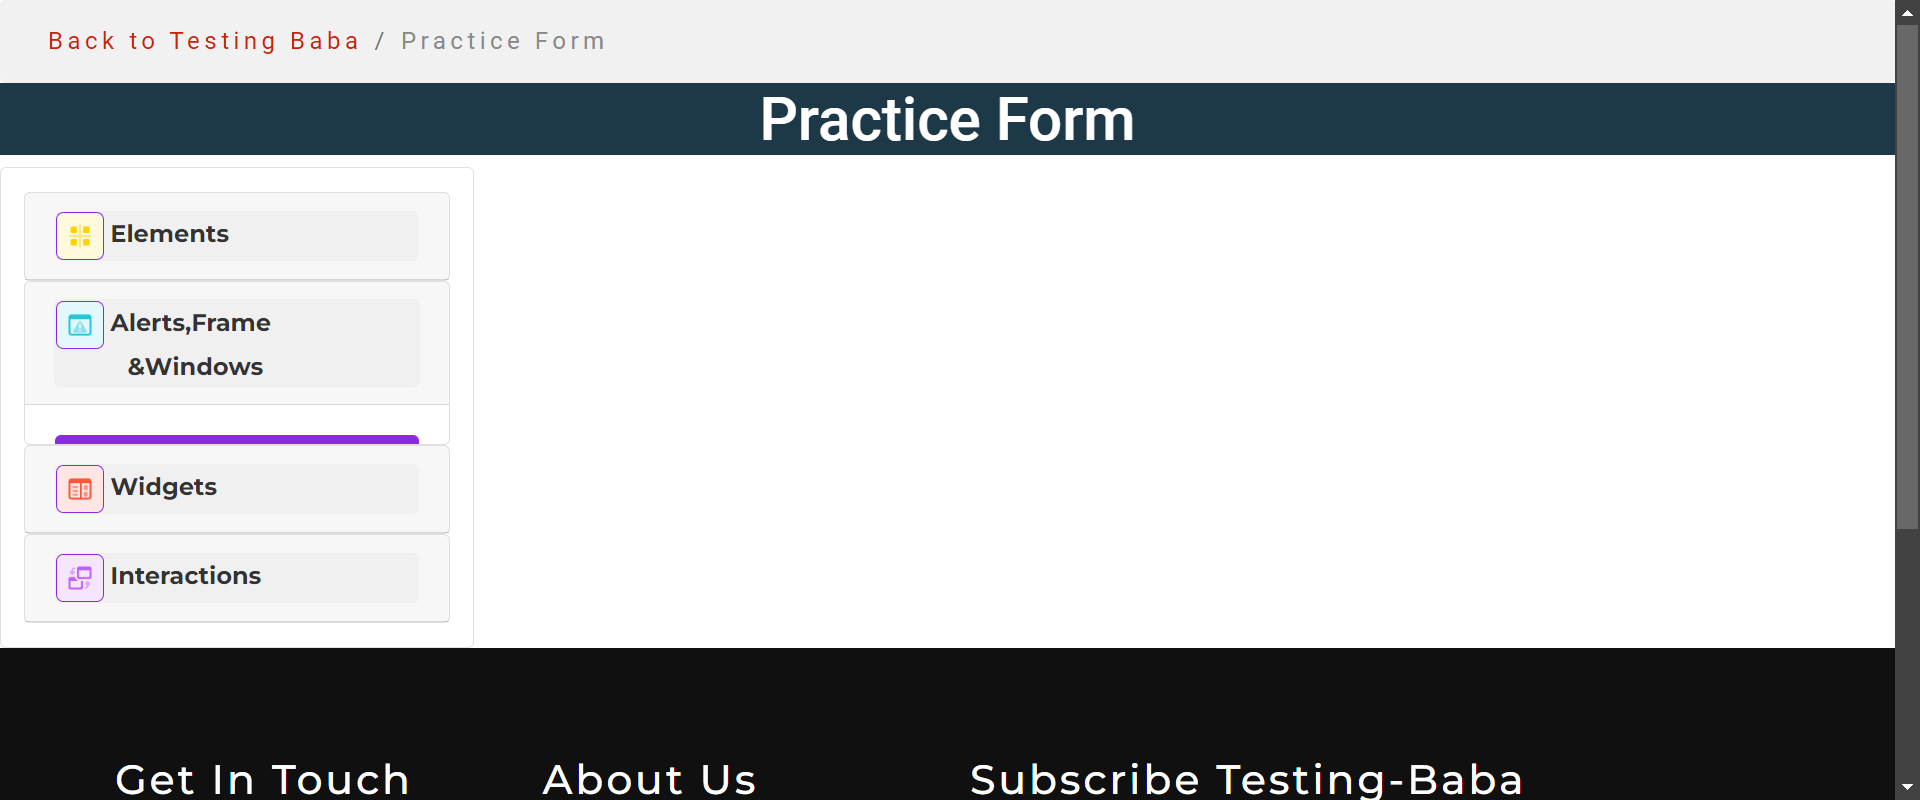 Back to Testing Baba / Practice Form
Practice Form
Elements
Alerts,Frame
&Windows
Widgets
Interactions
Get In Touch
About Us
Subscribe Testing-Baba